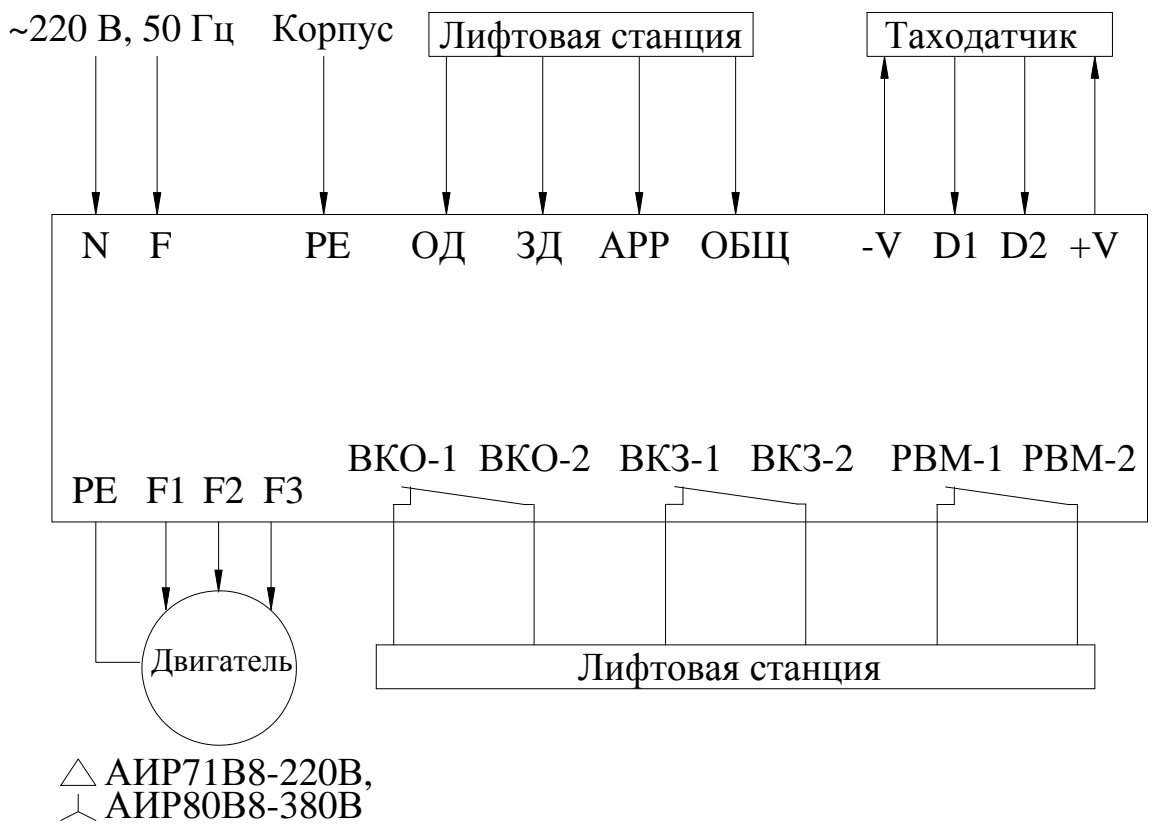 ~220 В, 50 Гц Корпус Лифтовая станция Таходатчик
N F PE ОД ЗД АРР ОБЩ -V D1 D2 +V
ВКО-1 ВКО-2 ВКЗ-1 ВКЗ-2 РВМ-1 РВМ-2
PE F1 F2 F3
Двигатель
Лифтовая станция
АИР71В8-220В,
АИР80В8-380В